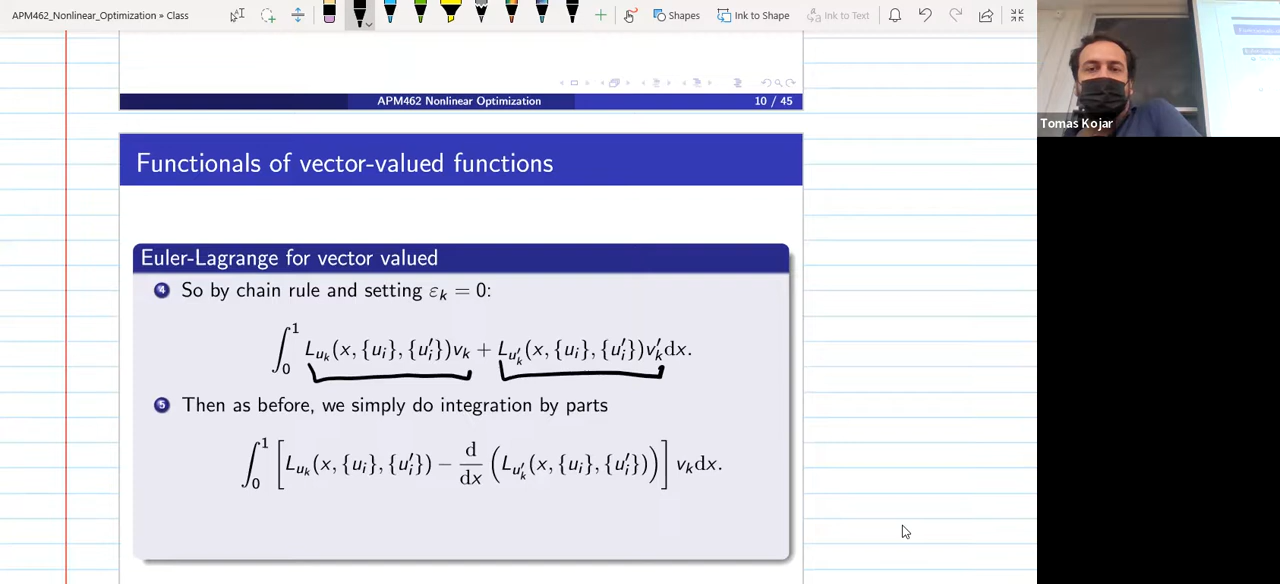 APM462_Nonlinear_Optimization » Class
Shapes
Ink to Shape
Ink to Text
APM462 Nonlinear Optimization
10 / 45
Tomas Kojar
Functionals of vector-valued functions
Euler-Lagrange for vector valued
4 So by chain rule and setting ε_k = 0:
∫_0^1 L_{u_k}(x, {u_i}, {u_i'})v_k + L_{u_k'}(x, {u_i}, {u_i'})v_k'dx.
5 Then as before, we simply do integration by parts
∫_0^1 [L_{u_k}(x, {u_i}, {u_i'}) − d/dx (L_{u_k'}(x, {u_i}, {u_i'}))] v_k dx.